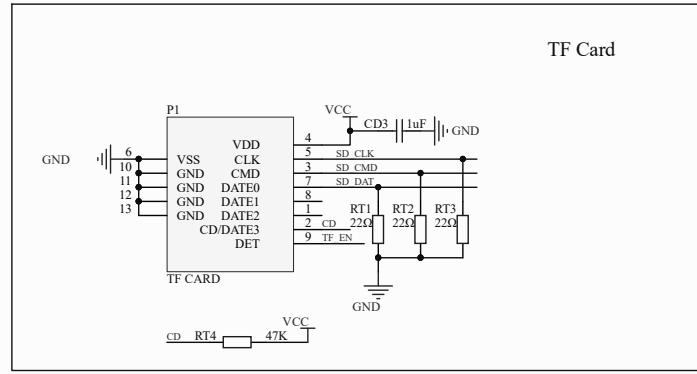 TF Card
P1
VCC
CD3 1uF GND
VDD 4
CLK 5 SD_CLK
GND 6 VSS CMD 3 SD_CMD
10 GND DATE0 7 SD_DAT
11 GND DATE1 8
12 GND DATE2 1
13 GND CD/DATE3 2 CD
DET 9 TF_EN
RT1 RT2 RT3
22Ω 22Ω 22Ω
TF CARD
GND
VCC
CD RT4 47K